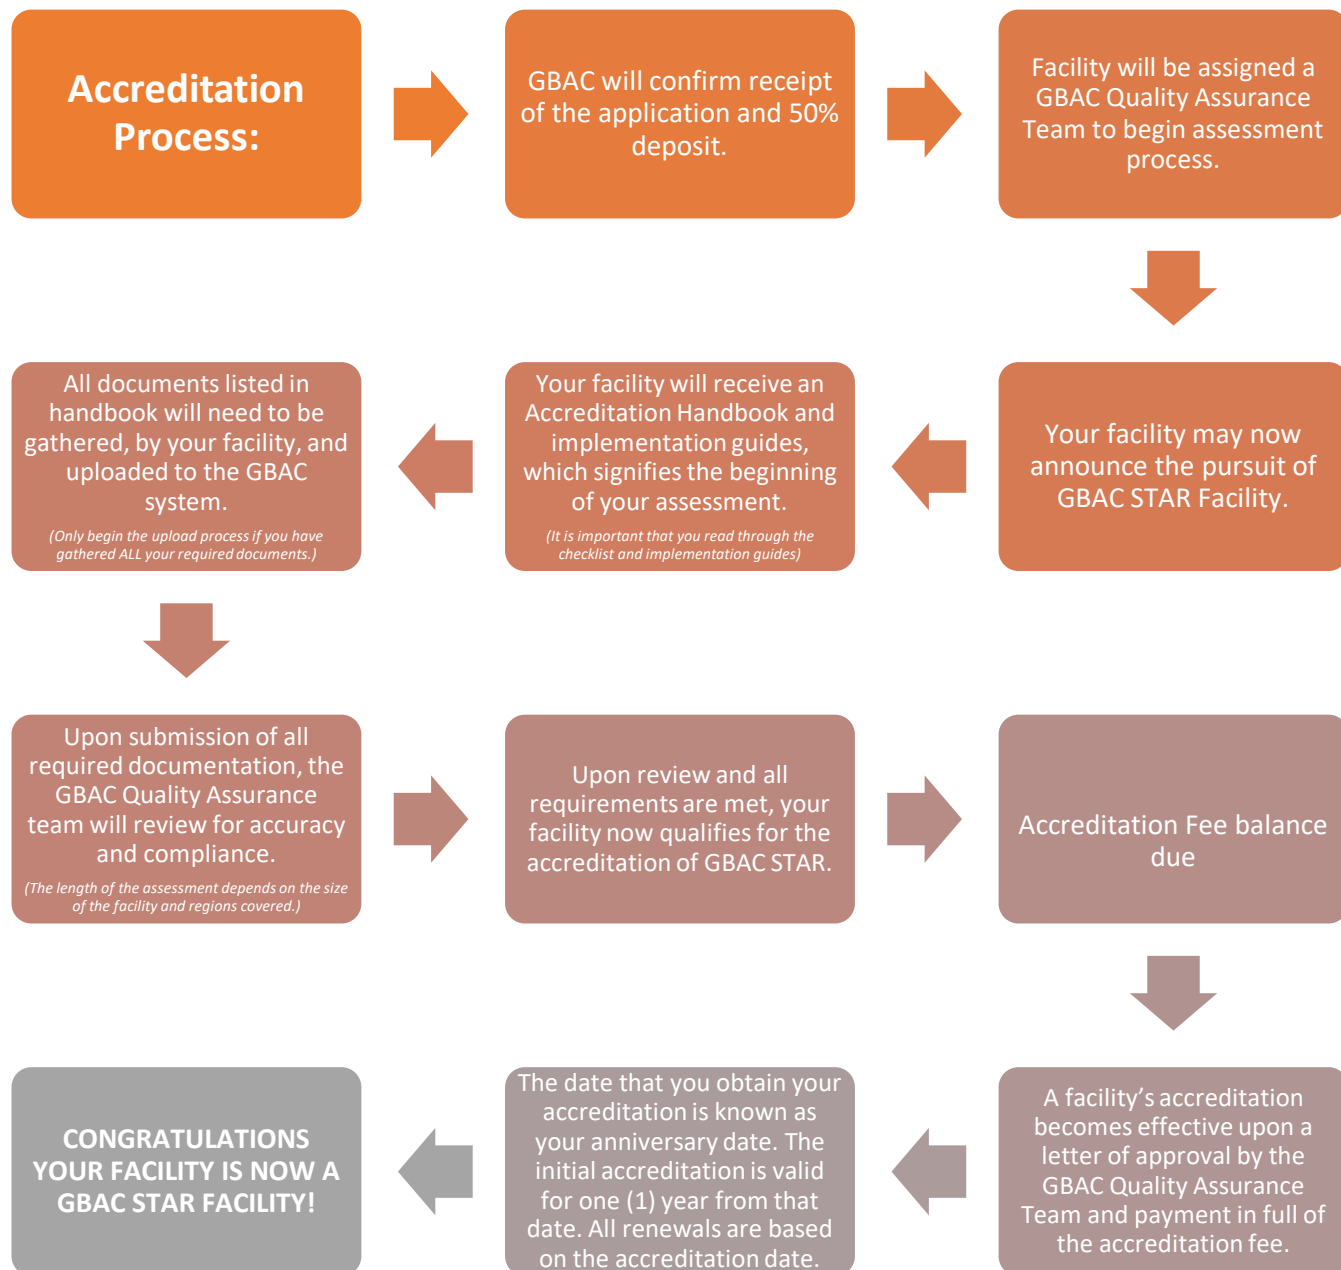 Accreditation
Process:
GBAC will confirm receipt
of the application and 50%
deposit.
Facility will be assigned a
GBAC Quality Assurance
Team to begin assessment
process.
Your facility may now
announce the pursuit of
GBAC STAR Facility.
Your facility will receive an
Accreditation Handbook and
implementation guides,
which signifies the beginning
of your assessment.
(It is important that you read through the
checklist and implementation guides)
All documents listed in
handbook will need to be
gathered, by your facility, and
uploaded to the GBAC
system.
(Only begin the upload process if you have
gathered ALL your required documents.)
Upon submission of all
required documentation, the
GBAC Quality Assurance
team will review for accuracy
and compliance.
(The length of the assessment depends on the size
of the facility and regions covered.)
Upon review and all
requirements are met, your
facility now qualifies for the
accreditation of GBAC STAR.
Accreditation Fee balance
due
A facility’s accreditation
becomes effective upon a
letter of approval by the
GBAC Quality Assurance
Team and payment in full of
the accreditation fee.
The date that you obtain your
accreditation is known as
your anniversary date. The
initial accreditation is valid
for one (1) year from that
date. All renewals are based
on the accreditation date.
CONGRATULATIONS
YOUR FACILITY IS NOW A
GBAC STAR FACILITY!